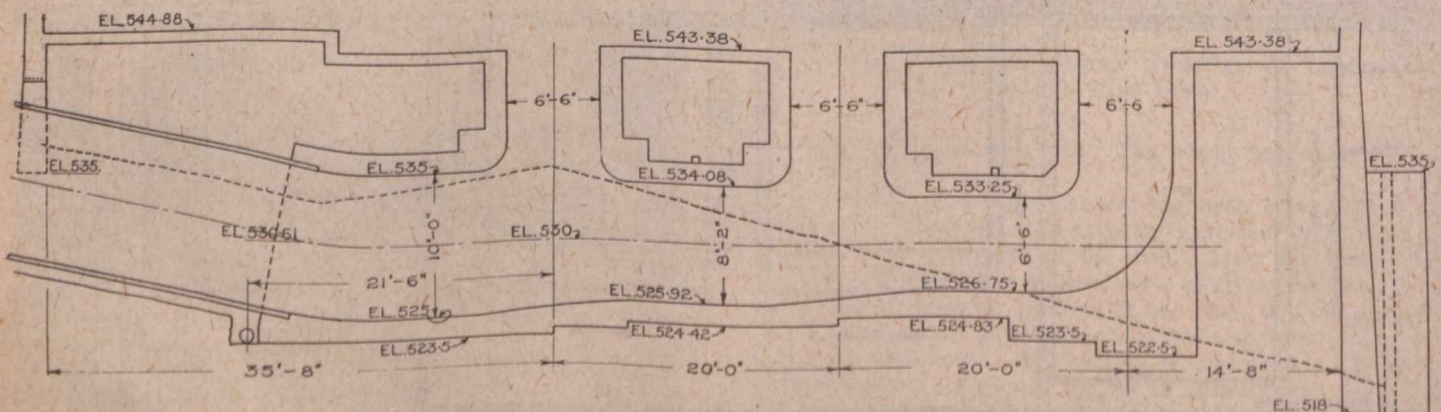 EL.544·88
EL.543·38
EL.543·38
6'-6"
6'-6"
6'-6
EL.535
EL.535
EL.534·08
EL.533·25
EL.535
EL.530·61
10'-0"
EL.530
8'-2"
6'-6"
21'-6"
EL.525
EL.525·92
EL.526·75
EL.523·5
EL.524·42
EL.524·83
EL.523·5
EL.522·5
35'-8"
20'-0"
20'-0"
14'-8"
EL.518